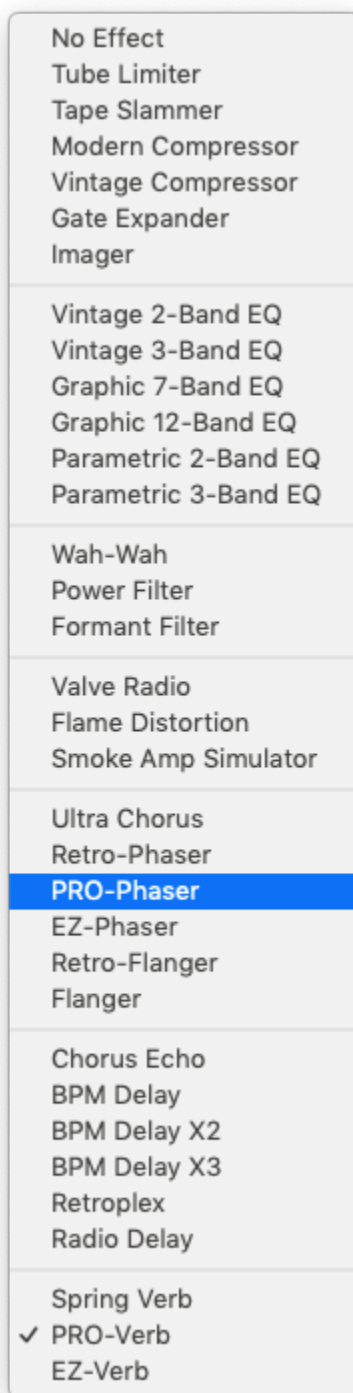 No Effect
Tube Limiter
Tape Slammer
Modern Compressor
Vintage Compressor
Gate Expander
Imager
Vintage 2-Band EQ
Vintage 3-Band EQ
Graphic 7-Band EQ
Graphic 12-Band EQ
Parametric 2-Band EQ
Parametric 3-Band EQ
Wah-Wah
Power Filter
Formant Filter
Valve Radio
Flame Distortion
Smoke Amp Simulator
Ultra Chorus
Retro-Phaser
PRO-Phaser
EZ-Phaser
Retro-Flanger
Flanger
Chorus Echo
BPM Delay
BPM Delay X2
BPM Delay X3
Retroplex
Radio Delay
Spring Verb
✓ PRO-Verb
EZ-Verb